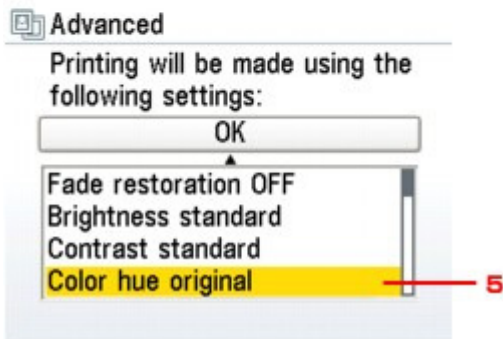 Advanced
Printing will be made using the
following settings:
OK
Fade restoration OFF
Brightness standard
Contrast standard
Color hue original
5